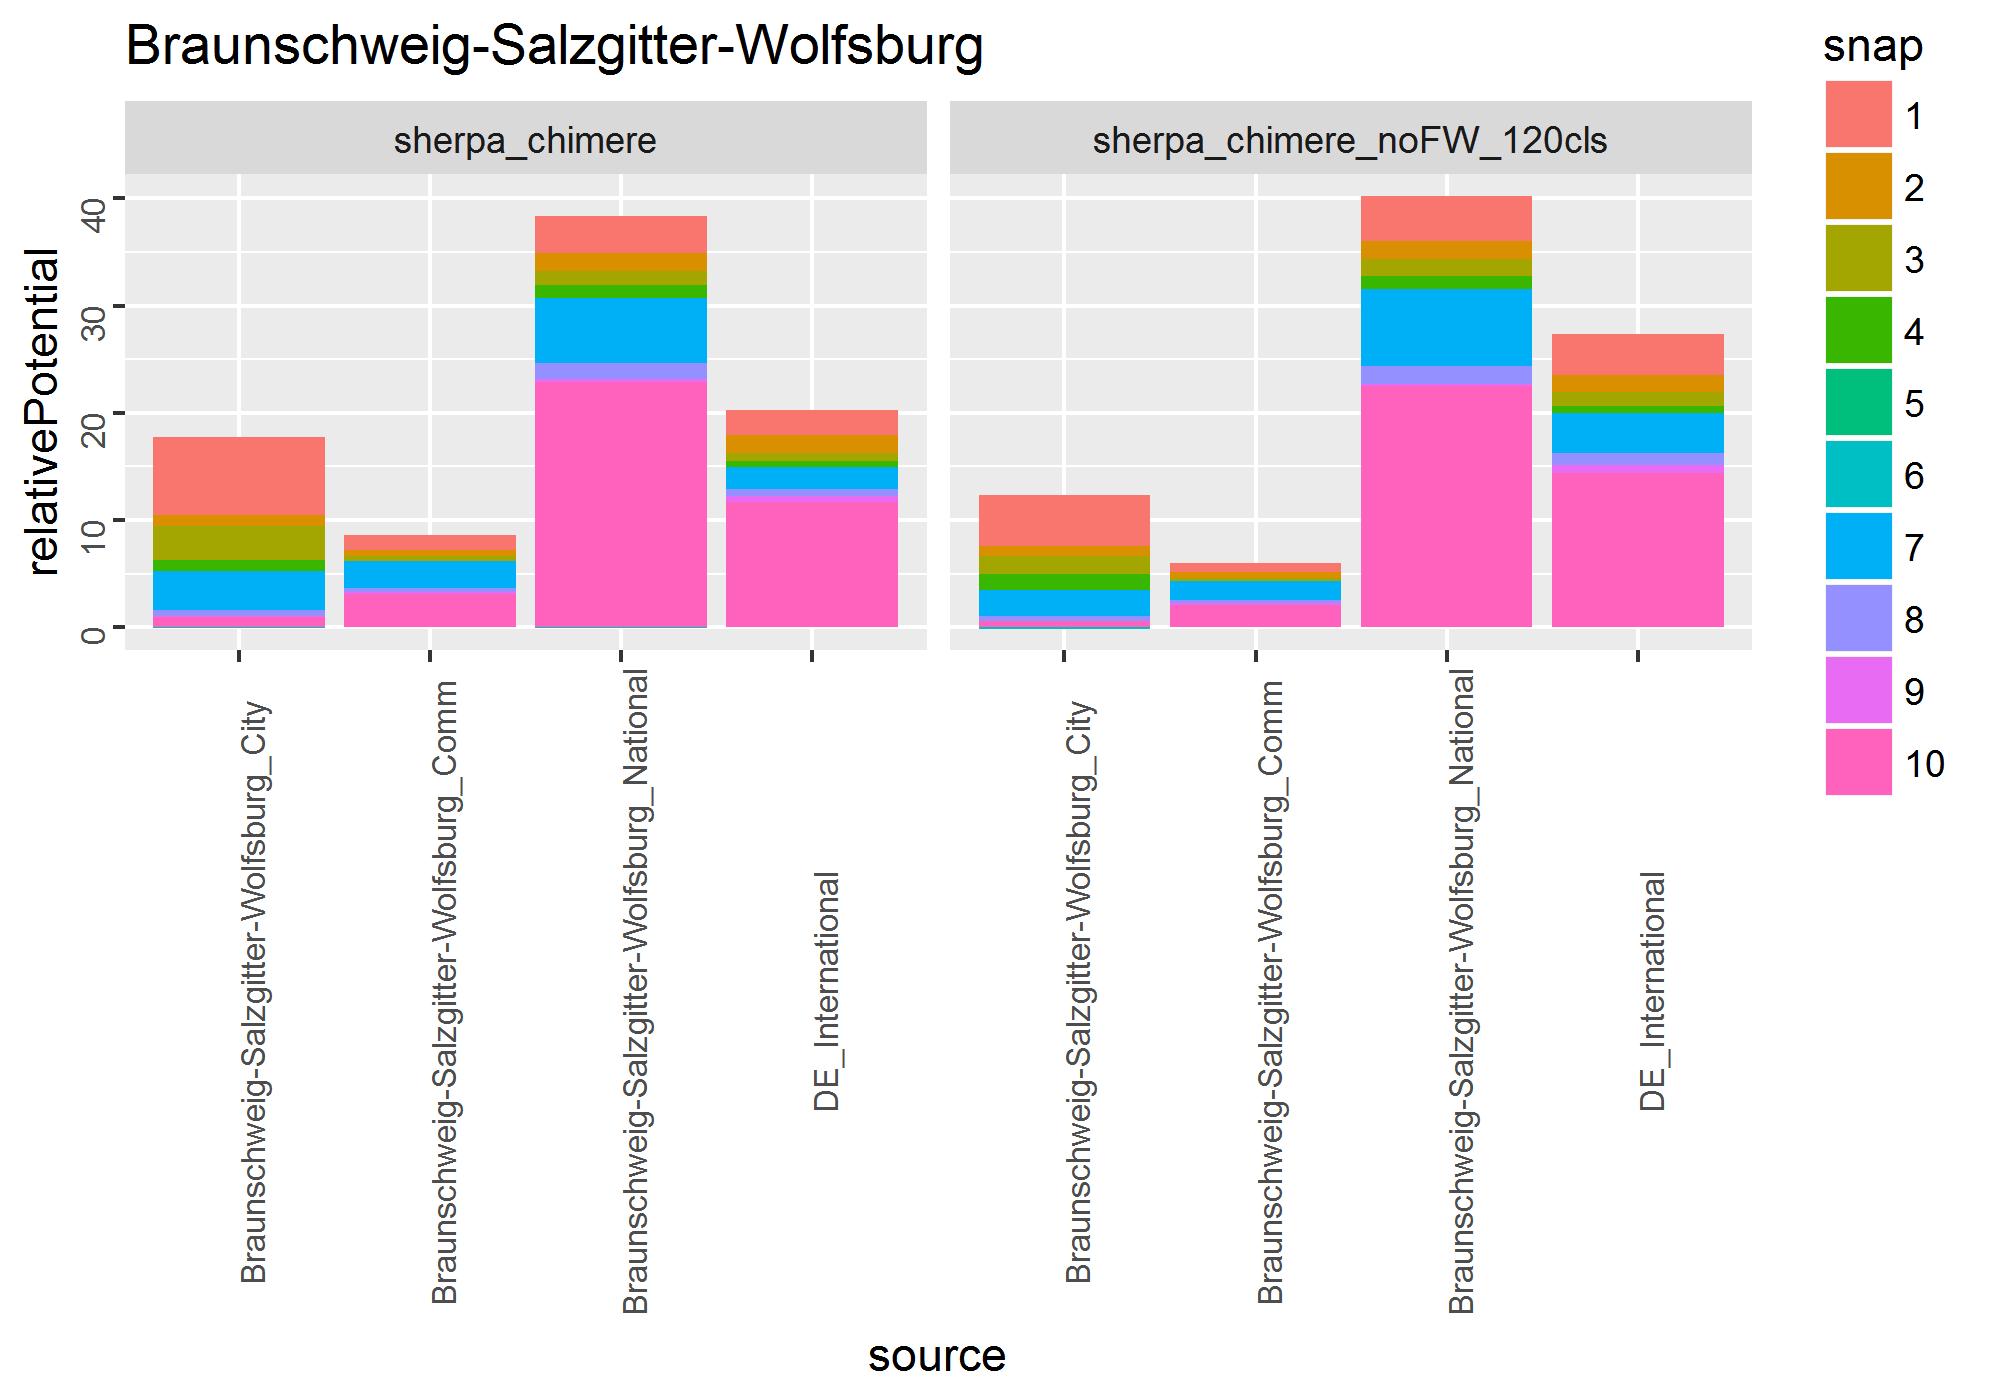 Braunschweig-Salzgitter-Wolfsburg
sherpa_chimere
sherpa_chimere_noFW_120cls
relativePotential
40
30
20
10
0
Braunschweig-Salzgitter-Wolfsburg_City
Braunschweig-Salzgitter-Wolfsburg_Comm
Braunschweig-Salzgitter-Wolfsburg_National
DE_International
Braunschweig-Salzgitter-Wolfsburg_City
Braunschweig-Salzgitter-Wolfsburg_Comm
Braunschweig-Salzgitter-Wolfsburg_National
DE_International
source
snap
1
2
3
4
5
6
7
8
9
10